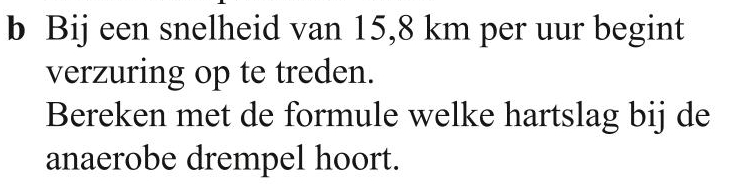 b Bij een snelheid van 15,8 km per uur begint
verzuring op te treden.
Bereken met de formule welke hartslag bij de
anaerobe drempel hoort.